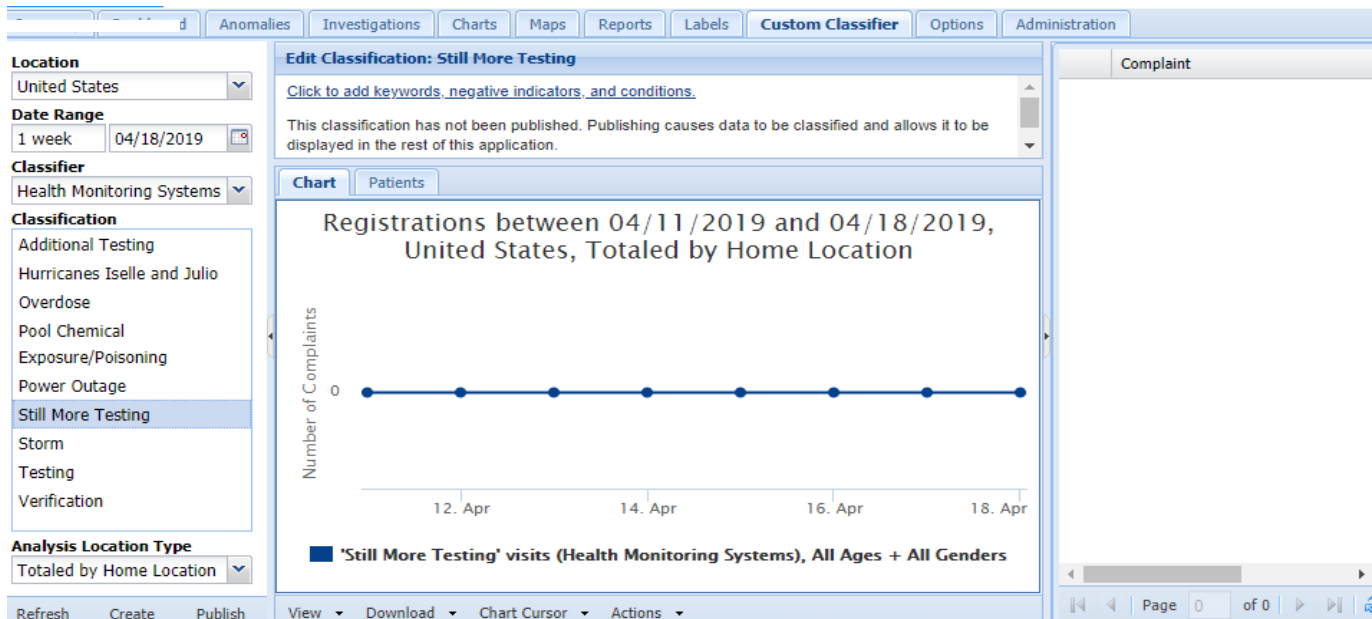 Anomalies Investigations Charts Maps Reports Labels Custom Classifier Options Administration
Location
United States
Date Range
1 week 04/18/2019
Classifier
Health Monitoring Systems
Classification
Additional Testing
Hurricanes Iselle and Julio
Overdose
Pool Chemical
Exposure/Poisoning
Power Outage
Still More Testing
Storm
Testing
Verification
Analysis Location Type
Totaled by Home Location
Refresh Create Publish
Edit Classification: Still More Testing
Click to add keywords, negative indicators, and conditions.
This classification has not been published. Publishing causes data to be classified and allows it to be
displayed in the rest of this application.
Chart Patients
Registrations between 04/11/2019 and 04/18/2019,
United States, Totaled by Home Location
Number of Complaints
0
12. Apr 14. Apr 16. Apr 18. Apr
'Still More Testing' visits (Health Monitoring Systems), All Ages + All Genders
View Download Chart Cursor Actions
Complaint
Page 0 of 0